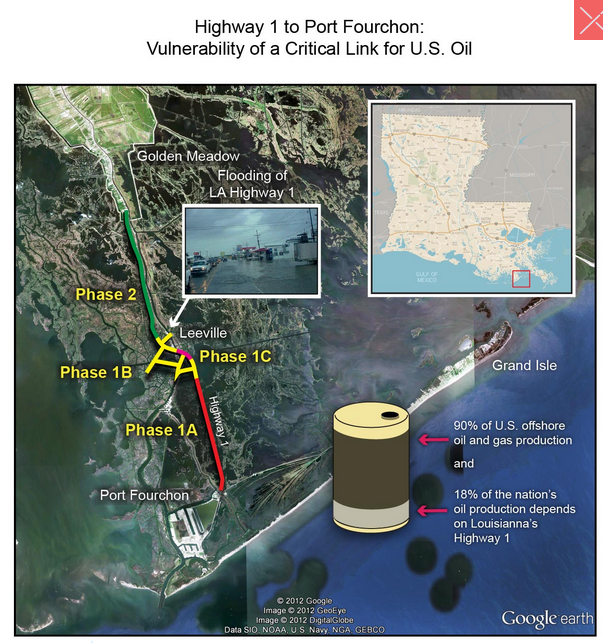 Highway 1 to Port Fourchon:
Vulnerability of a Critical Link for U.S. Oil
Golden Meadow
Flooding of
LA Highway 1
MISSISSIPPI
GULF OF
MEXICO
Phase 2
Leeville
Phase 1C
Phase 1B
Grand Isle
Highway 1
Phase 1A
90% of U.S. offshore
oil and gas production
and
Port Fourchon
18% of the nation's
oil production depends
on Louisianna's
Highway 1
© 2012 Google
Image © 2012 GeoEye
Image © 2012 DigitalGlobe
Data SIO, NOAA, U.S. Navy, NGA, GEBCO
Google earth